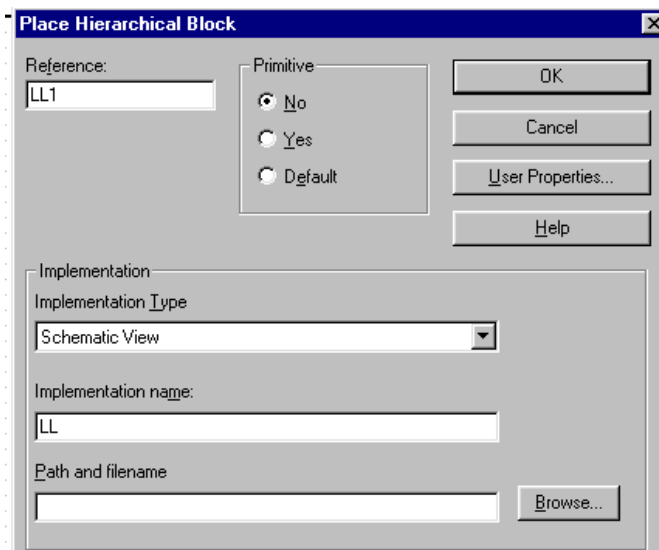 Place Hierarchical Block
Reference:
LL1
Primitive
No
Yes
Default
OK
Cancel
User Properties...
Help
Implementation
Implementation Type
Schematic View
Implementation name:
LL
Path and filename
Browse...